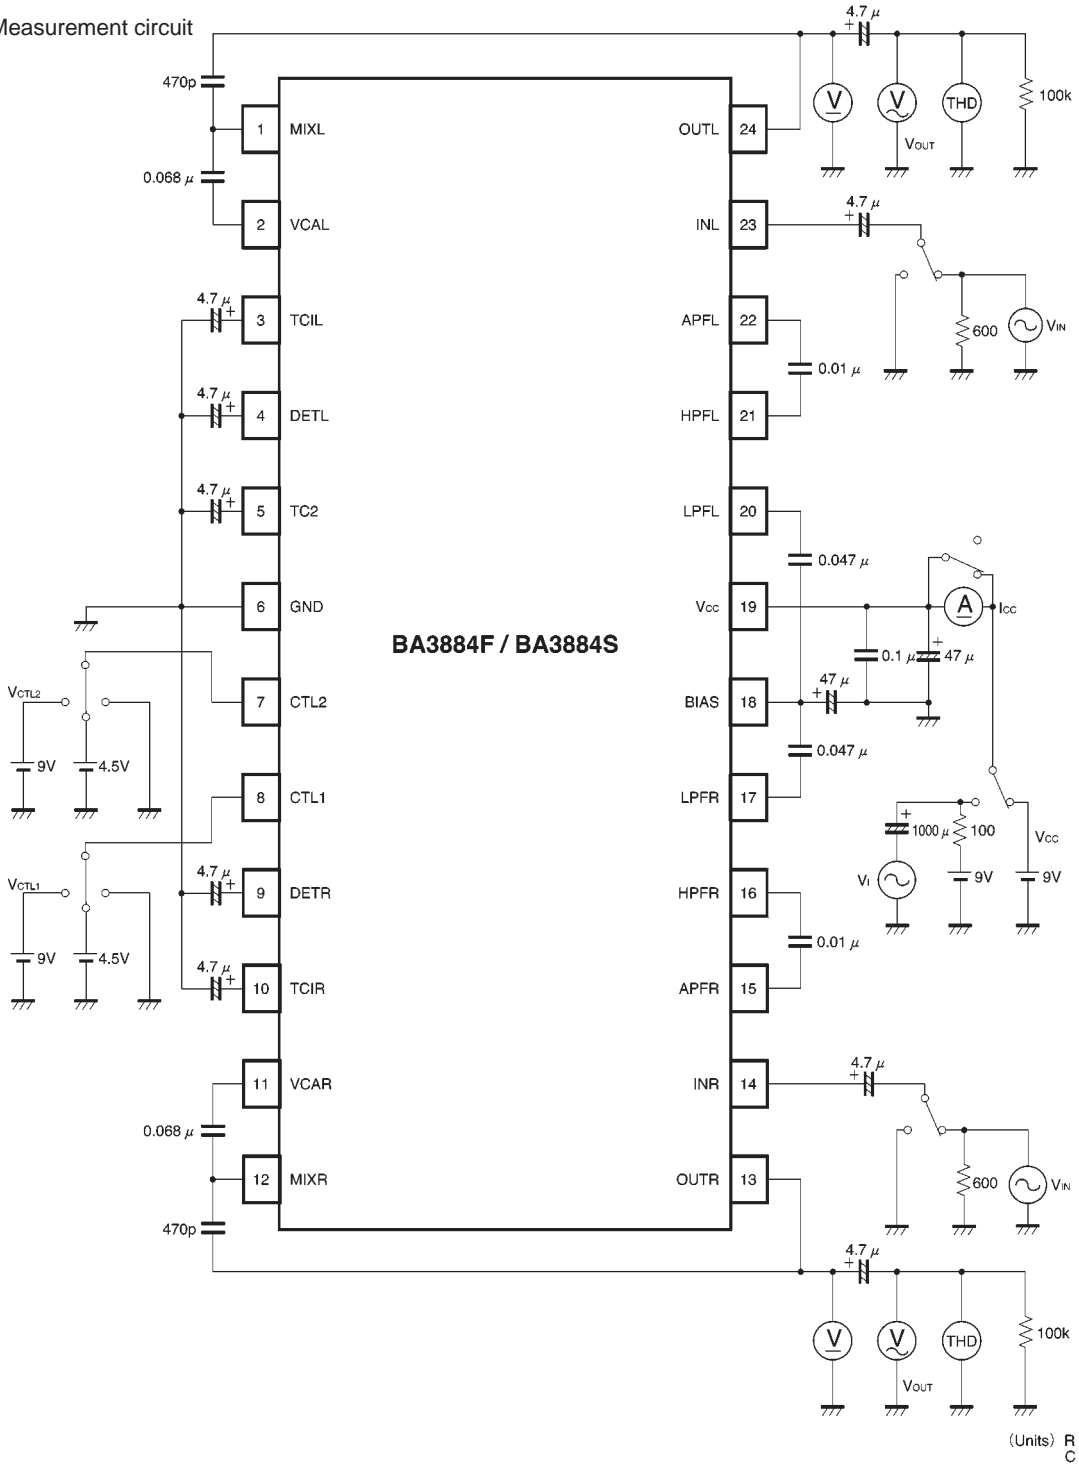 Measurement circuit
4.7 μ
+
470p
100k
1 MIXL
OUTL 24
V
V
THD
VOUT
0.068 μ
4.7 μ
+
2 VCAL
INL 23
4.7 μ
+
3 TCIL
APFL 22
600
VIN
0.01 μ
4.7 μ
+
4 DETL
HPFL 21
4.7 μ
+
5 TC2
LPFL 20
0.047 μ
6 GND
VCC 19
A
ICC
BA3884F / BA3884S
0.1 μ
+
47 μ
VCTL2
47 μ
+
7 CTL2
BIAS 18
0.047 μ
9V
4.5V
8 CTL1
LPFR 17
+
1000 μ
100
VCC
VCTL1
4.7 μ
+
9 DETR
HPFR 16
VI
9V
9V
0.01 μ
9V
4.5V
4.7 μ
+
10 TCIR
APFR 15
4.7 μ
+
11 VCAR
INR 14
0.068 μ
12 MIXR
OUTR 13
600
VIN
470p
4.7 μ
+
V
V
THD
100k
VOUT
(Units) R
C